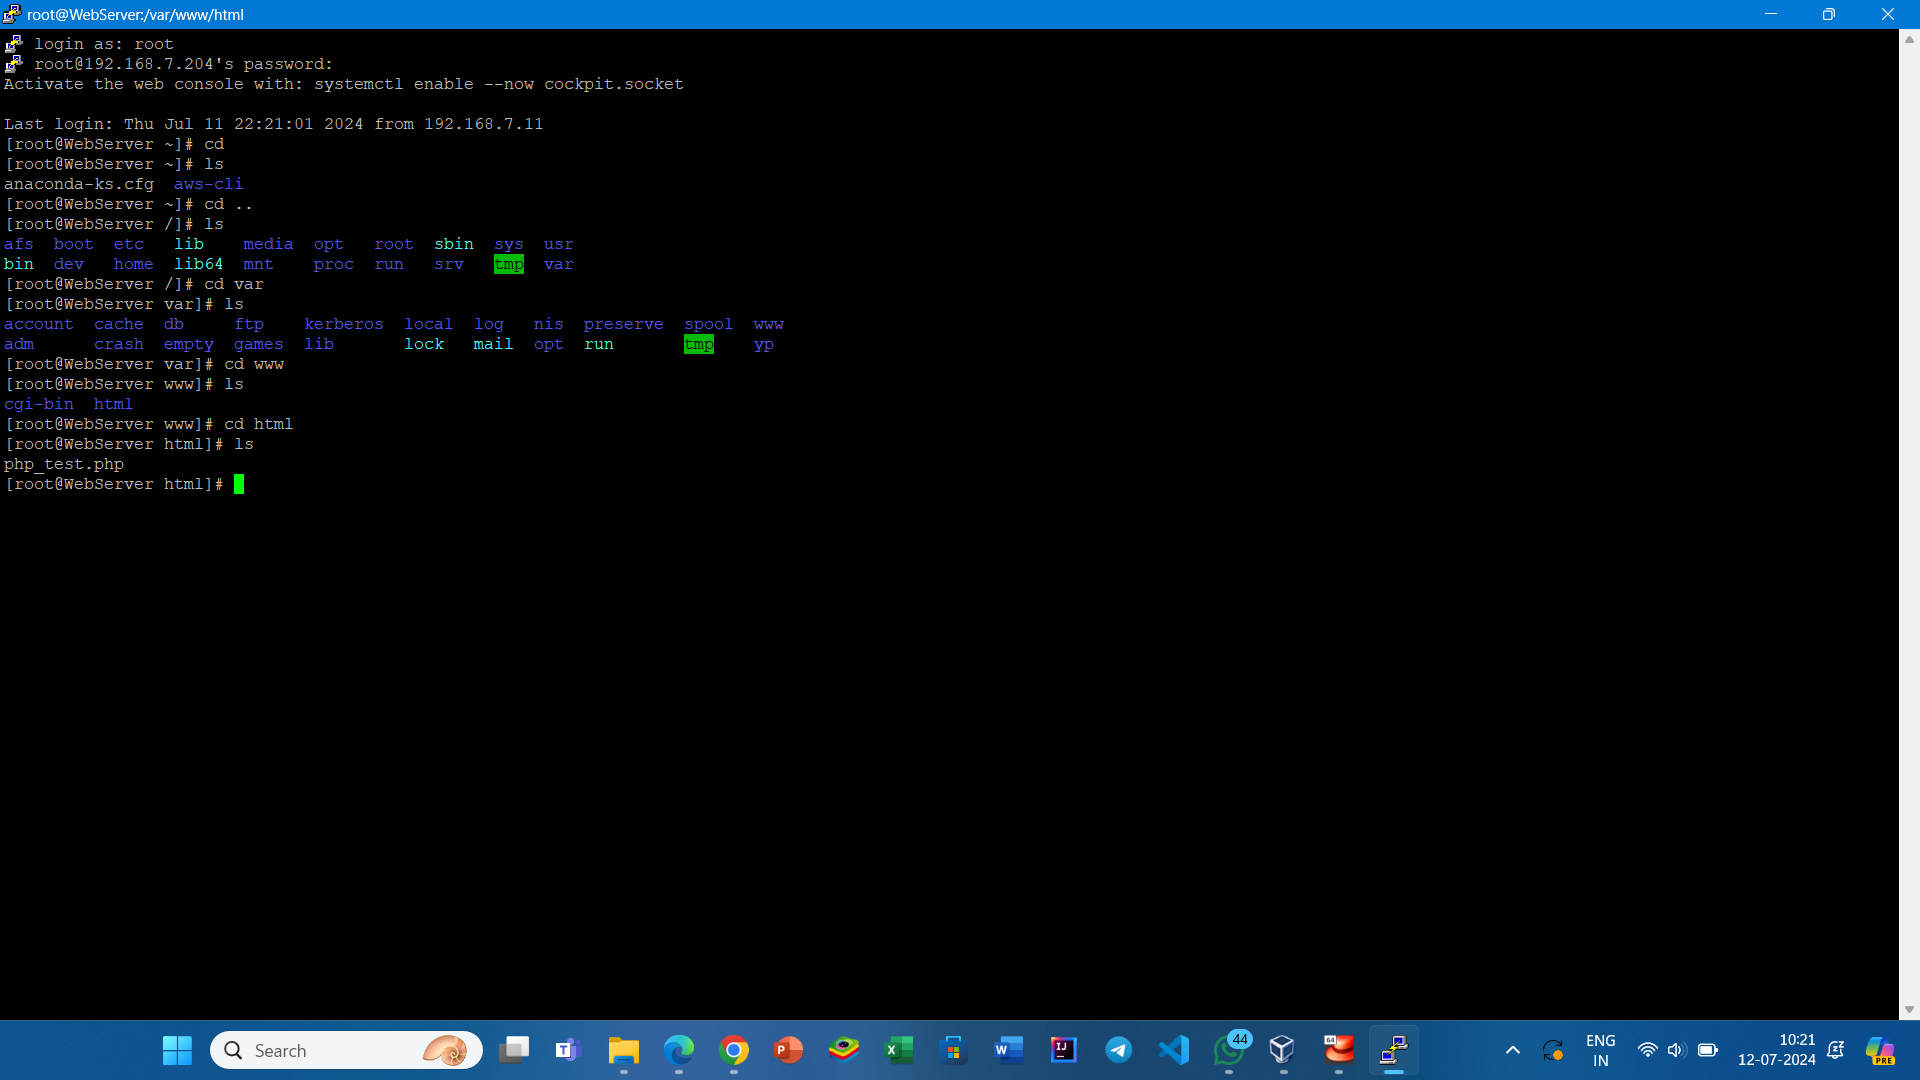 root@WebServer:/var/www/html
login as: root
root@192.168.7.204's password:
Activate the web console with: systemctl enable --now cockpit.socket
Last login: Thu Jul 11 22:21:01 2024 from 192.168.7.11
[root@WebServer ~]# cd
[root@WebServer ~]# ls
anaconda-ks.cfg  aws-cli
[root@WebServer ~]# cd ..
[root@WebServer /]# ls
afs  boot  etc   lib    media  opt   root  sbin  sys  usr
bin  dev   home  lib64  mnt    proc  run   srv   tmp  var
[root@WebServer /]# cd var
[root@WebServer var]# ls
account  cache  db     ftp    kerberos  local  log   nis  preserve  spool  www
adm      crash  empty  games  lib       lock   mail  opt  run       tmp    yp
[root@WebServer var]# cd www
[root@WebServer www]# ls
cgi-bin  html
[root@WebServer www]# cd html
[root@WebServer html]# ls
php_test.php
[root@WebServer html]#
Search
44
64
ENG
IN
10:21
12-07-2024
PRE